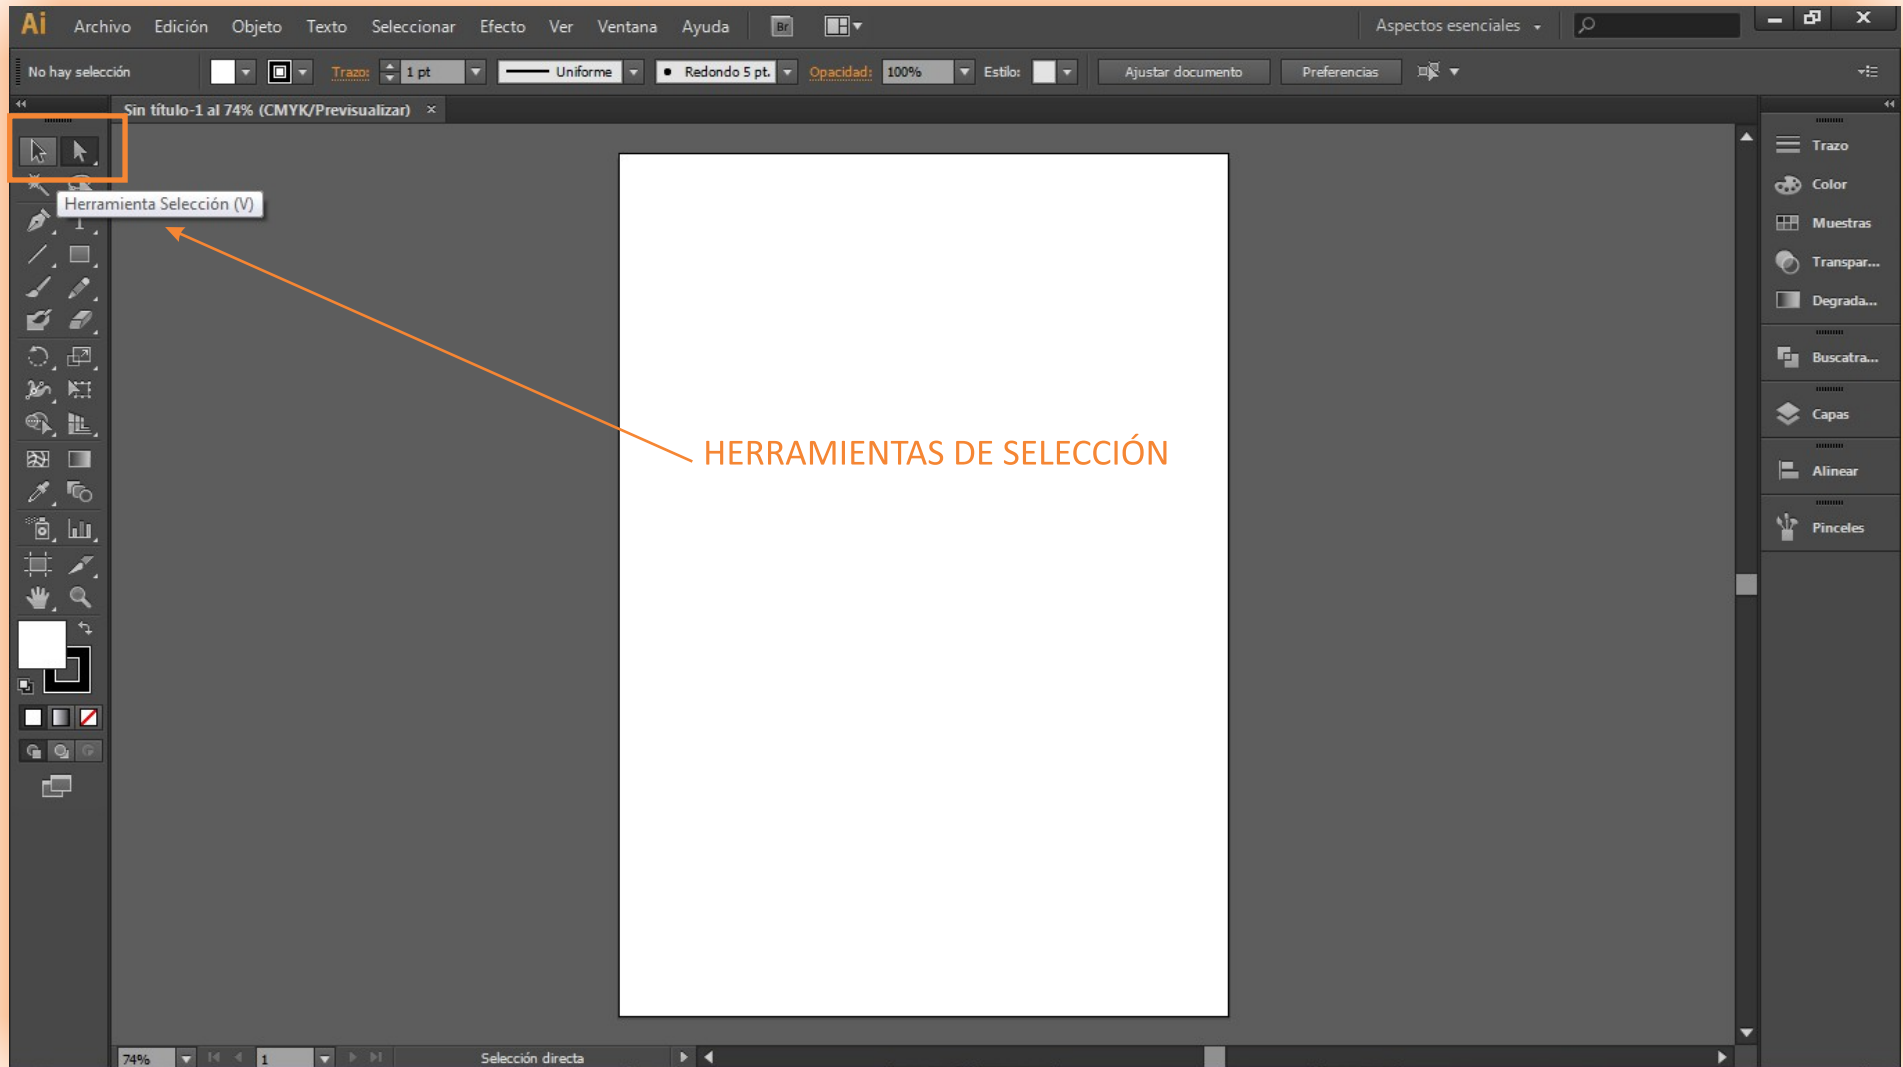 Ai Archivo Edición Objeto Texto Seleccionar Efecto Ver Ventana Ayuda Br Aspectos esenciales
No hay selección Trazo: 1 pt Uniforme Redondo 5 pt. Opacidad: 100% Estilo: Ajustar documento Preferencias
Sin título-1 al 74% (CMYK/Previsualizar) ×
Herramienta Selección (V)
HERRAMIENTAS DE SELECCIÓN
Trazo
Color
Muestras
Transpar...
Degrada...
Buscatra...
Capas
Alinear
Pinceles
74% 1 Selección directa